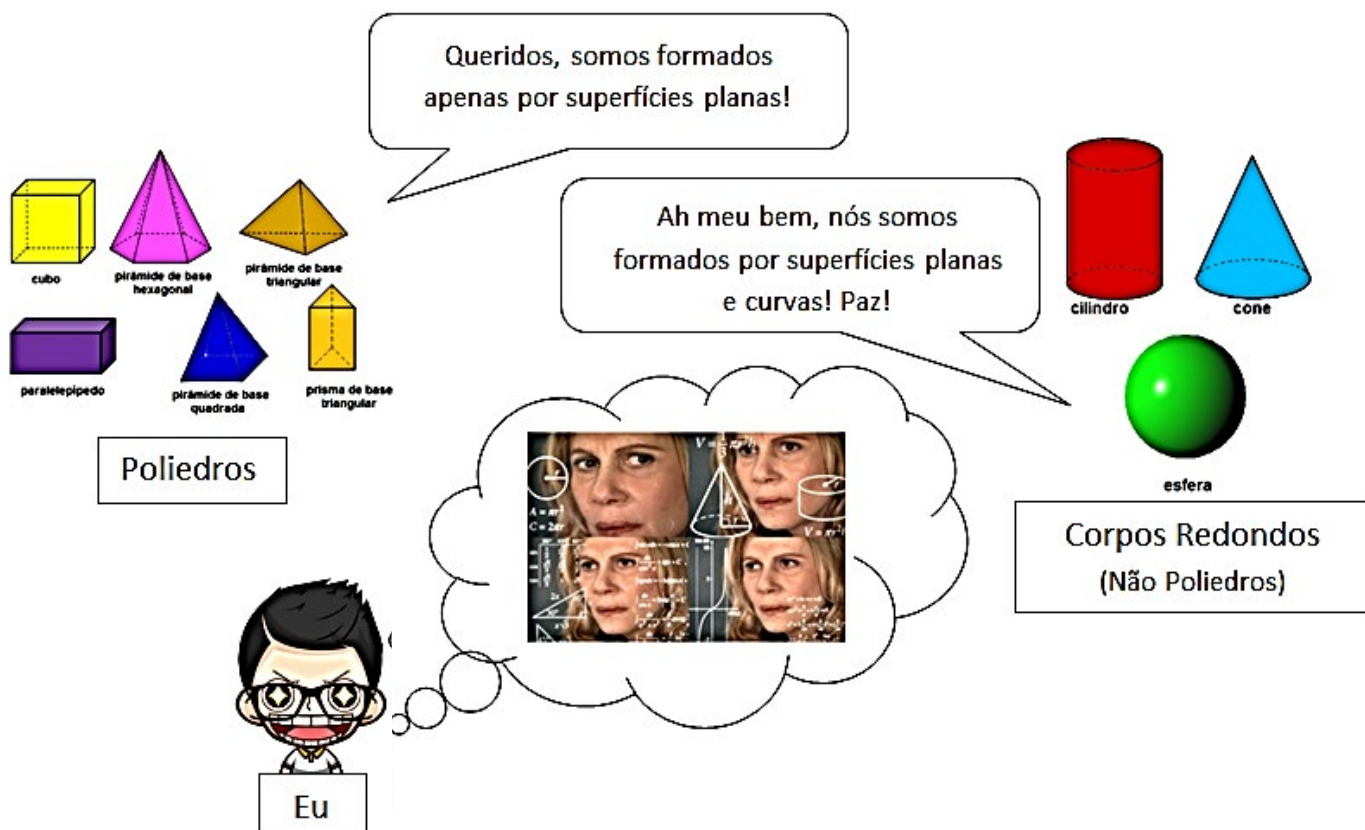 Queridos, somos formados
apenas por superfícies planas!
Ah meu bem, nós somos
formados por superfícies planas
e curvas! Paz!
cubo
pirâmide de base
hexagonal
pirâmide de base
triangular
paralelepípedo
pirâmide de base
quadrada
prisma de base
triangular
Poliedros
cilindro
cone
esfera
Corpos Redondos
(Não Poliedros)
A = πr²
C = 2πr
Eu